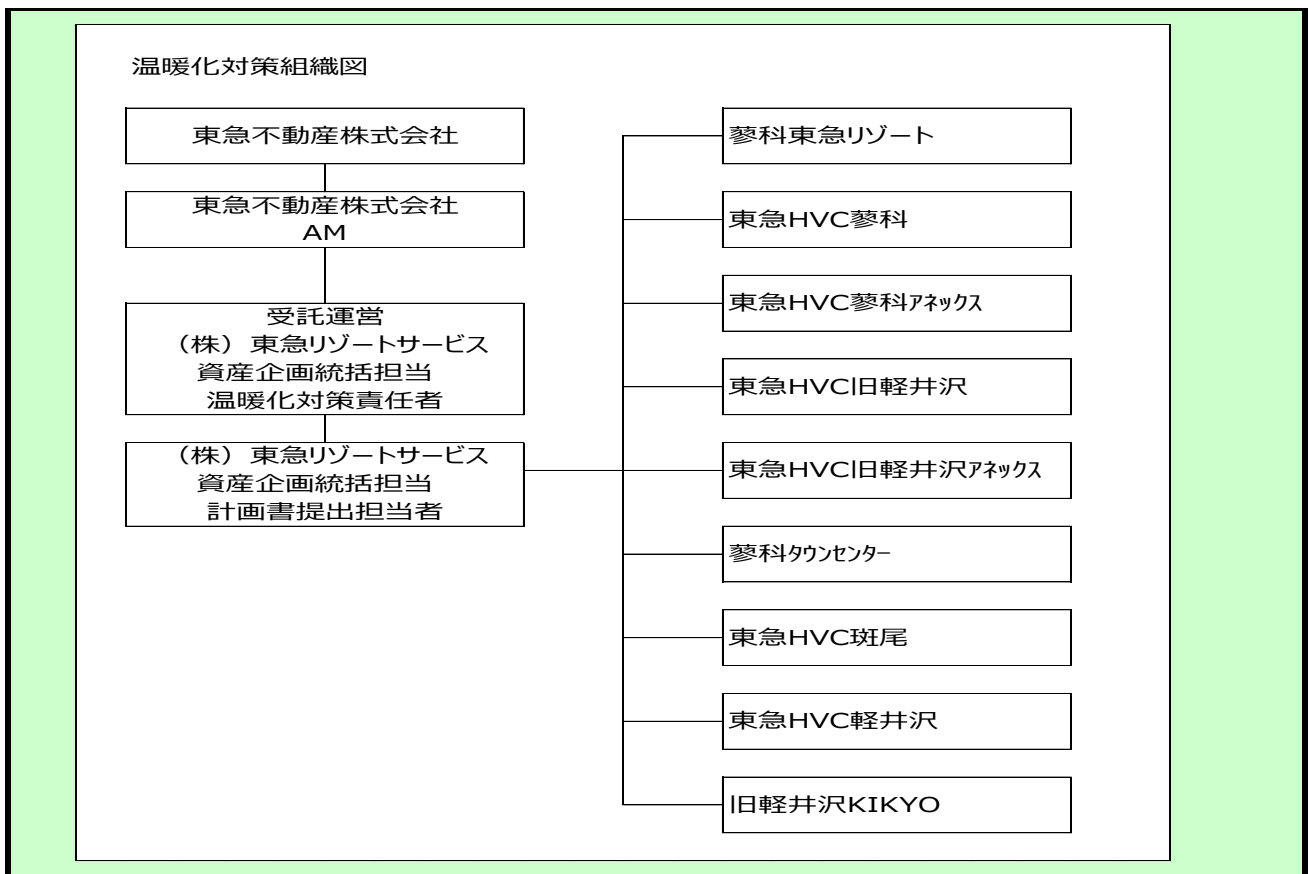 温暖化対策組織図
東急不動産株式会社
東急不動産株式会社
AM
受託運営
（株） 東急リゾートサービス
資産企画統括担当
温暖化対策責任者
（株） 東急リゾートサービス
資産企画統括担当
計画書提出担当者
蓼科東急リゾート
東急HVC蓼科
東急HVC蓼科ｱﾈｯｸｽ
東急HVC旧軽井沢
東急HVC旧軽井沢ｱﾈｯｸｽ
蓼科ﾀｳﾝｾﾝﾀｰ
東急HVC斑尾
東急HVC軽井沢
旧軽井沢KIKYO